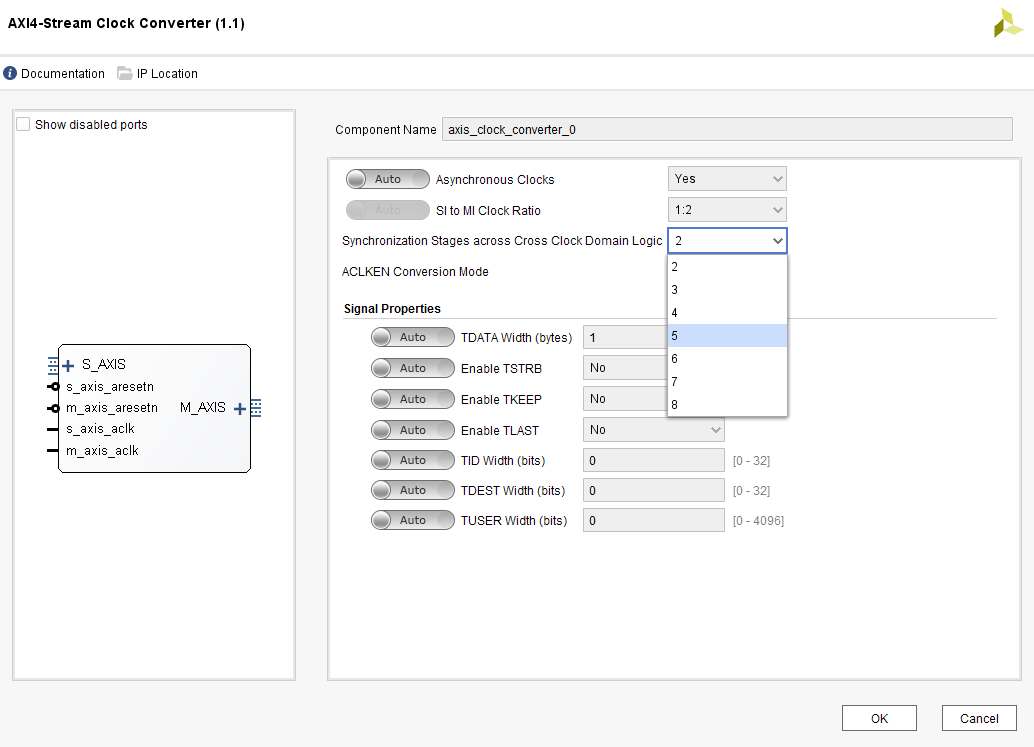 AXI4-Stream Clock Converter (1.1)
Documentation IP Location
Show disabled ports
Component Name axis_clock_converter_0
Auto Asynchronous Clocks Yes
Auto SI to MI Clock Ratio 1:2
Synchronization Stages across Cross Clock Domain Logic 2
2
3
4
5
6
7
8
ACLKEN Conversion Mode
Signal Properties
Auto TDATA Width (bytes) 1
Auto Enable TSTRB No
Auto Enable TKEEP No
Auto Enable TLAST No
Auto TID Width (bits) 0 [0 - 32]
Auto TDEST Width (bits) 0 [0 - 32]
Auto TUSER Width (bits) 0 [0 - 4096]
S_AXIS
s_axis_aresetn
m_axis_aresetn M_AXIS
s_axis_aclk
m_axis_aclk
OK Cancel